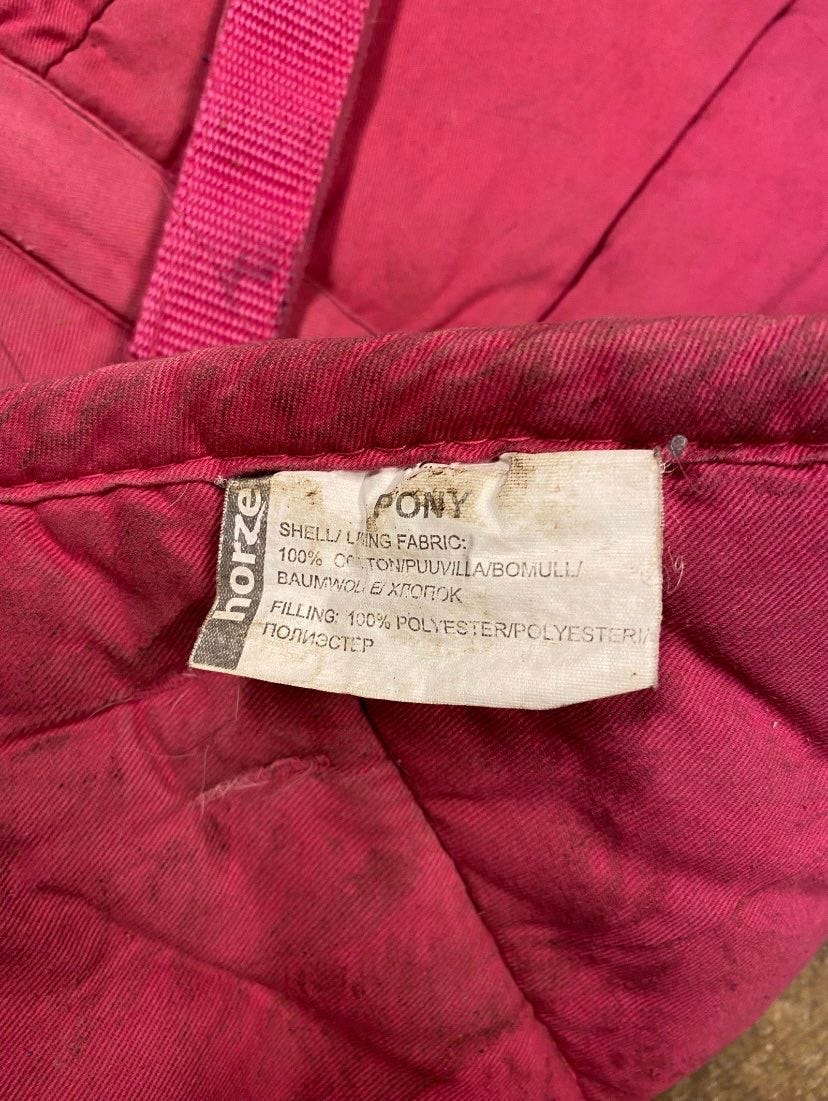 horze
PONY
SHELL/ LINING FABRIC:
100% COTTON/PUUVILLA/BOMULL/
BAUMWOLLE/ ХЛОПОК
FILLING: 100% POLYESTER/POLYESTERI/
ПОЛИЭСТЕР